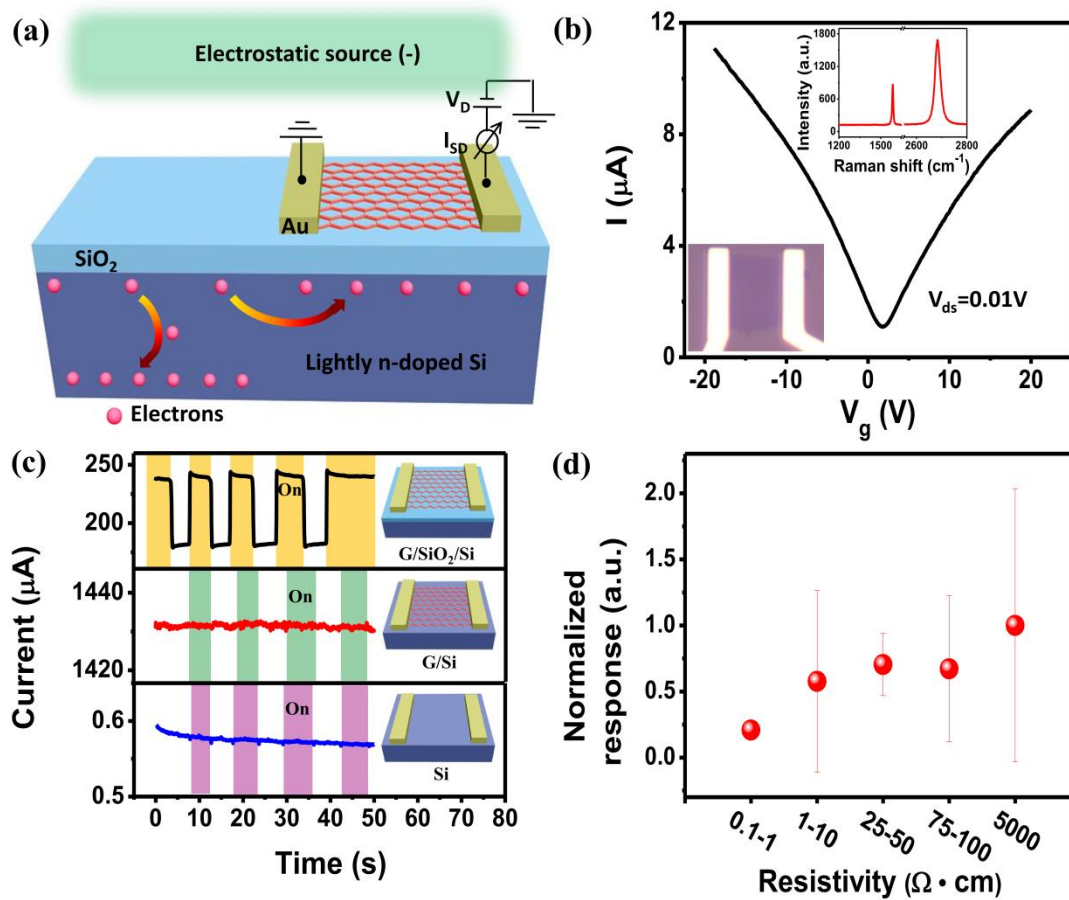 (a)
Electrostatic source (-)
V_D
I_SD
Au
SiO₂
Lightly n-doped Si
Electrons
(b)
12
8
4
0
I (μA)
-20 -10 0 10 20
V_g (V)
V_ds=0.01V
1800
1200
600
0
Intensity (a.u.)
1200 1500 2600 2800
Raman shift (cm⁻¹)
(c)
250
200
1440
1420
0.6
0.5
Current (μA)
On
G/SiO₂/Si
On
G/Si
On
Si
0 10 20 30 40 50 60 70 80
Time (s)
(d)
2.0
1.5
1.0
0.5
0.0
Normalized
response (a.u.)
0.1-1 1-10 25-50 75-100 5000
Resistivity (Ω • cm)